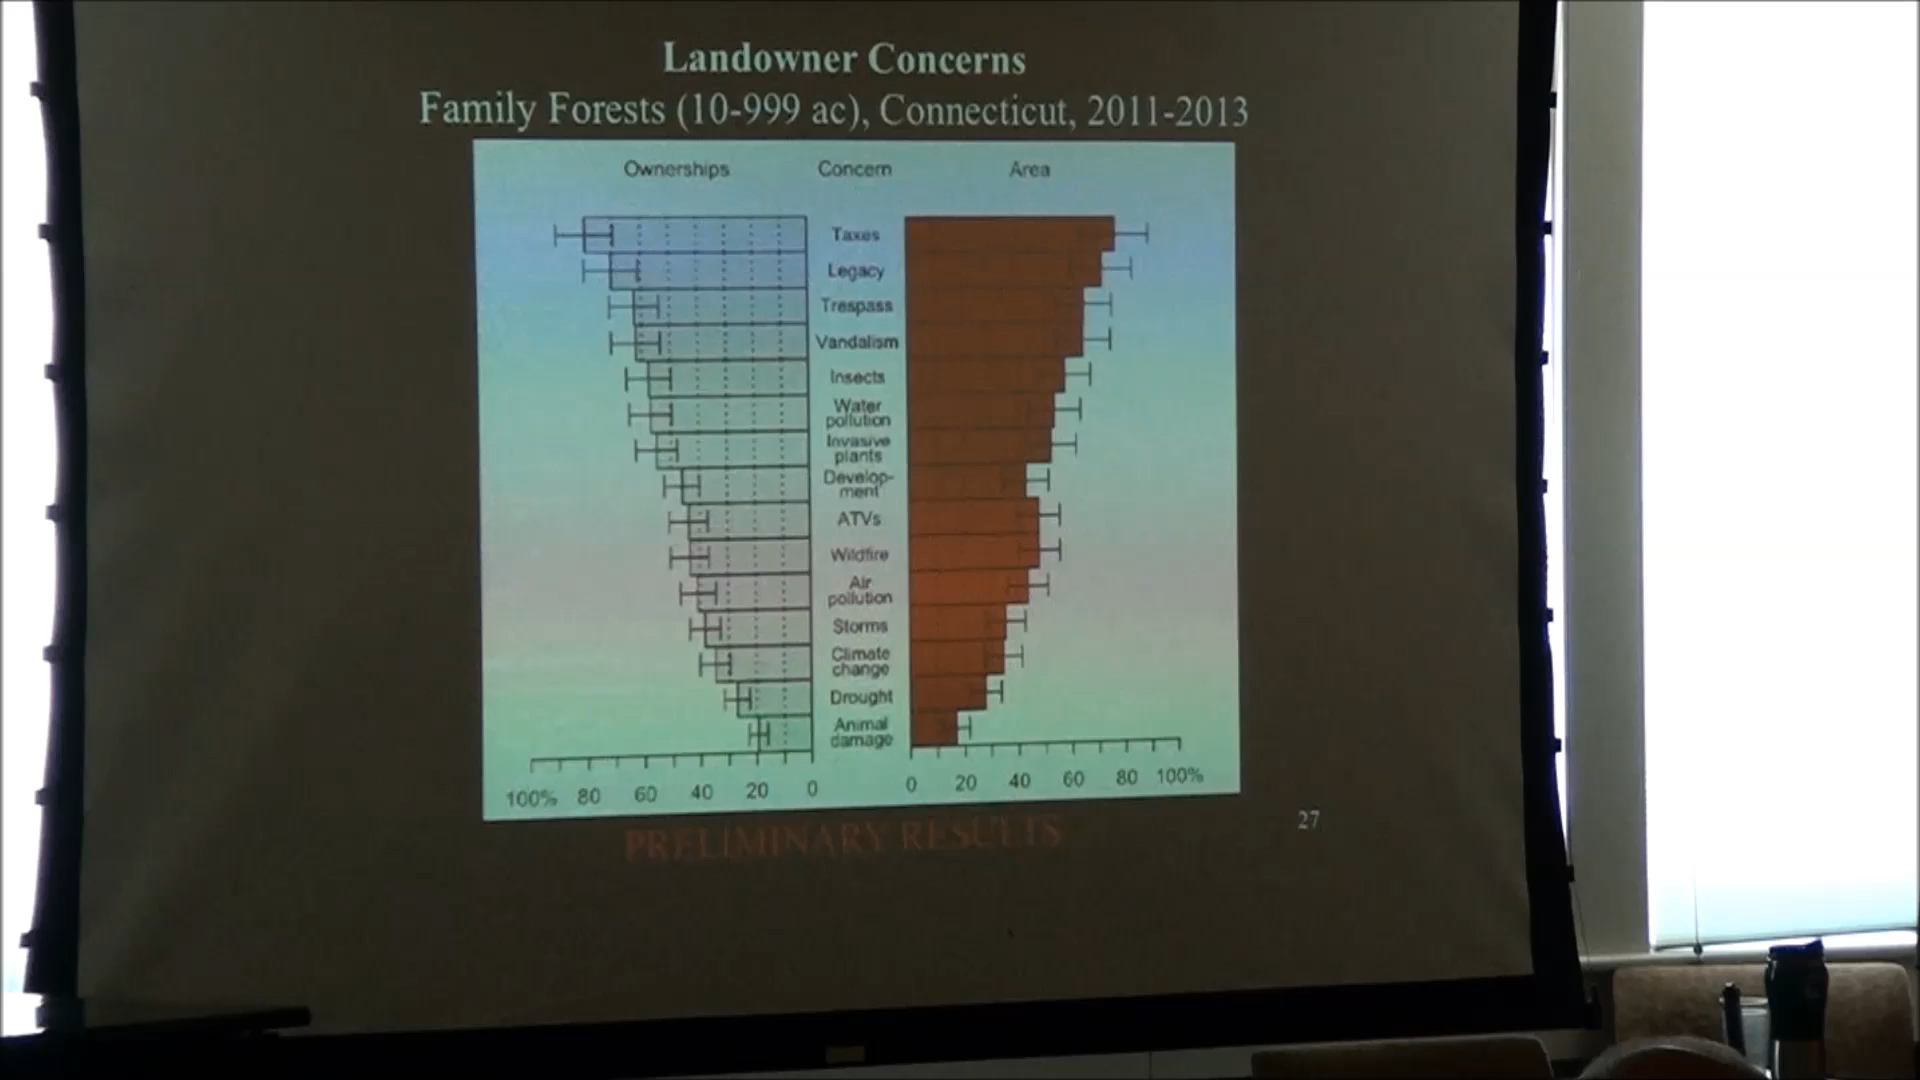 Landowner Concerns
Family Forests (10-999 ac), Connecticut, 2011-2013
Ownerships Concern Area
Taxes
Legacy
Trespass
Vandalism
Insects
Water
pollution
Invasive
plants
Develop-
ment
ATVs
Wildfire
Air
pollution
Storms
Climate
change
Drought
Animal
damage
100% 80 60 40 20 0 0 20 40 60 80 100%
PRELIMINARY RESULTS
27